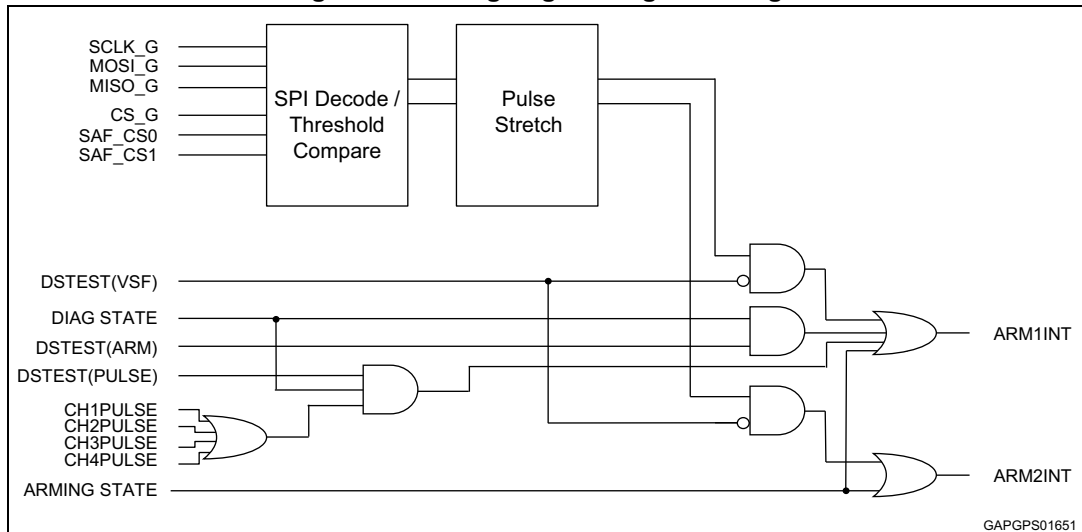 SCLK_G
MOSI_G
MISO_G
CS_G
SAF_CS0
SAF_CS1
SPI Decode /
Threshold
Compare
Pulse
Stretch
DSTEST(VSF)
DIAG STATE
DSTEST(ARM)
DSTEST(PULSE)
CH1PULSE
CH2PULSE
CH3PULSE
CH4PULSE
ARMING STATE
ARM1INT
ARM2INT
GAPGPS01651